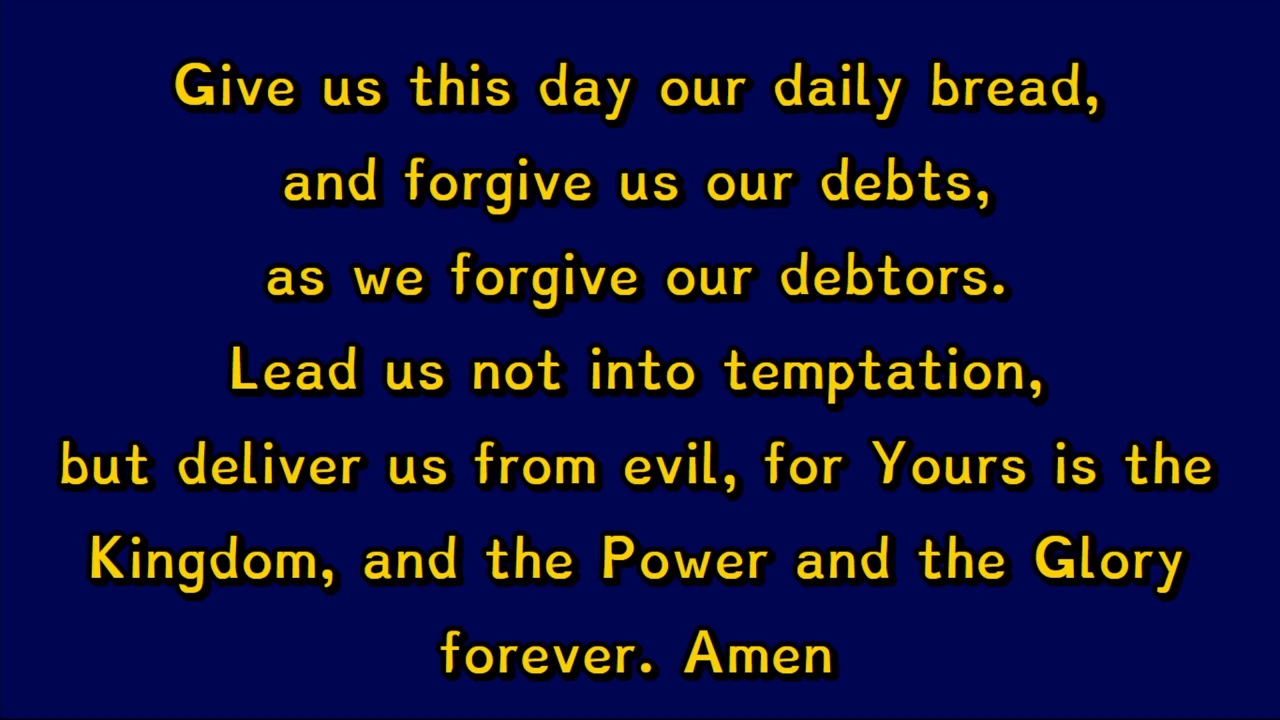 Give us this day our daily bread,
and forgive us our debts,
as we forgive our debtors.
Lead us not into temptation,
but deliver us from evil, for Yours is the
Kingdom, and the Power and the Glory
forever. Amen